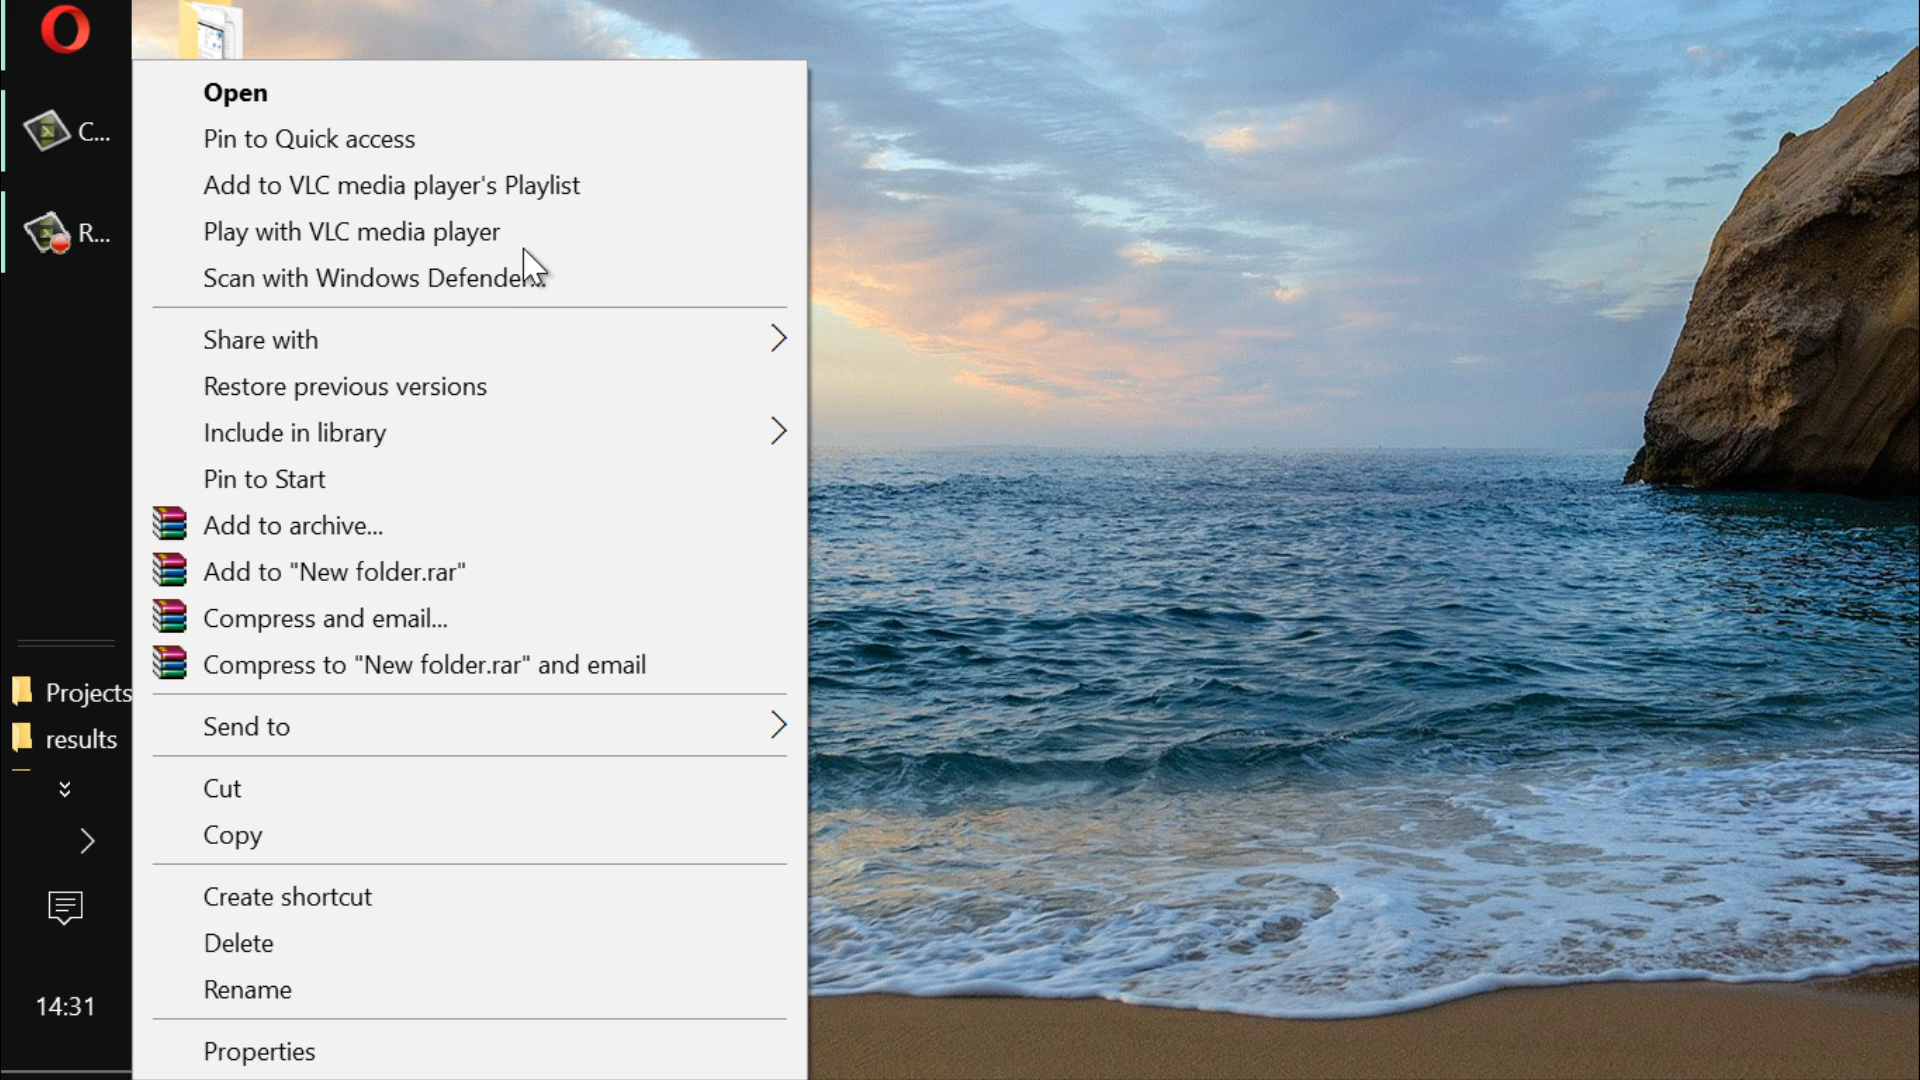 C...
R...
Projects
results
14:31
Open
Pin to Quick access
Add to VLC media player's Playlist
Play with VLC media player
Scan with Windows Defender...
Share with
Restore previous versions
Include in library
Pin to Start
Add to archive...
Add to "New folder.rar"
Compress and email...
Compress to "New folder.rar" and email
Send to
Cut
Copy
Create shortcut
Delete
Rename
Properties